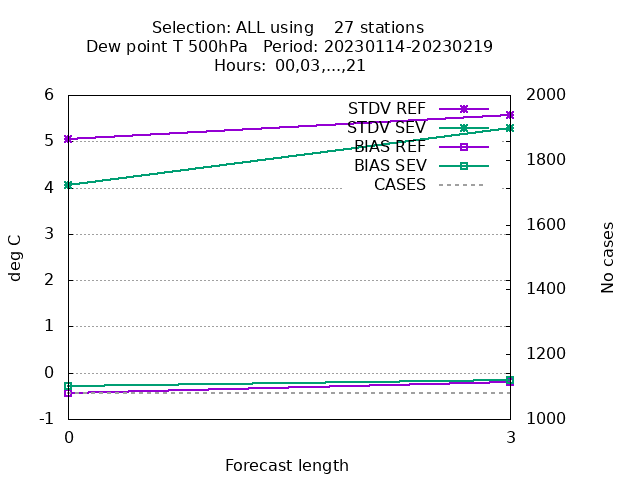 Selection: ALL using    27 stations
Dew point T 500hPa   Period: 20230114-20230219
Hours: 00,03,...,21
6
5
4
3
2
1
0
-1
deg C
2000
1800
1600
1400
1200
1000
No cases
STDV REF
STDV SEV
BIAS REF
BIAS SEV
CASES
0
3
Forecast length